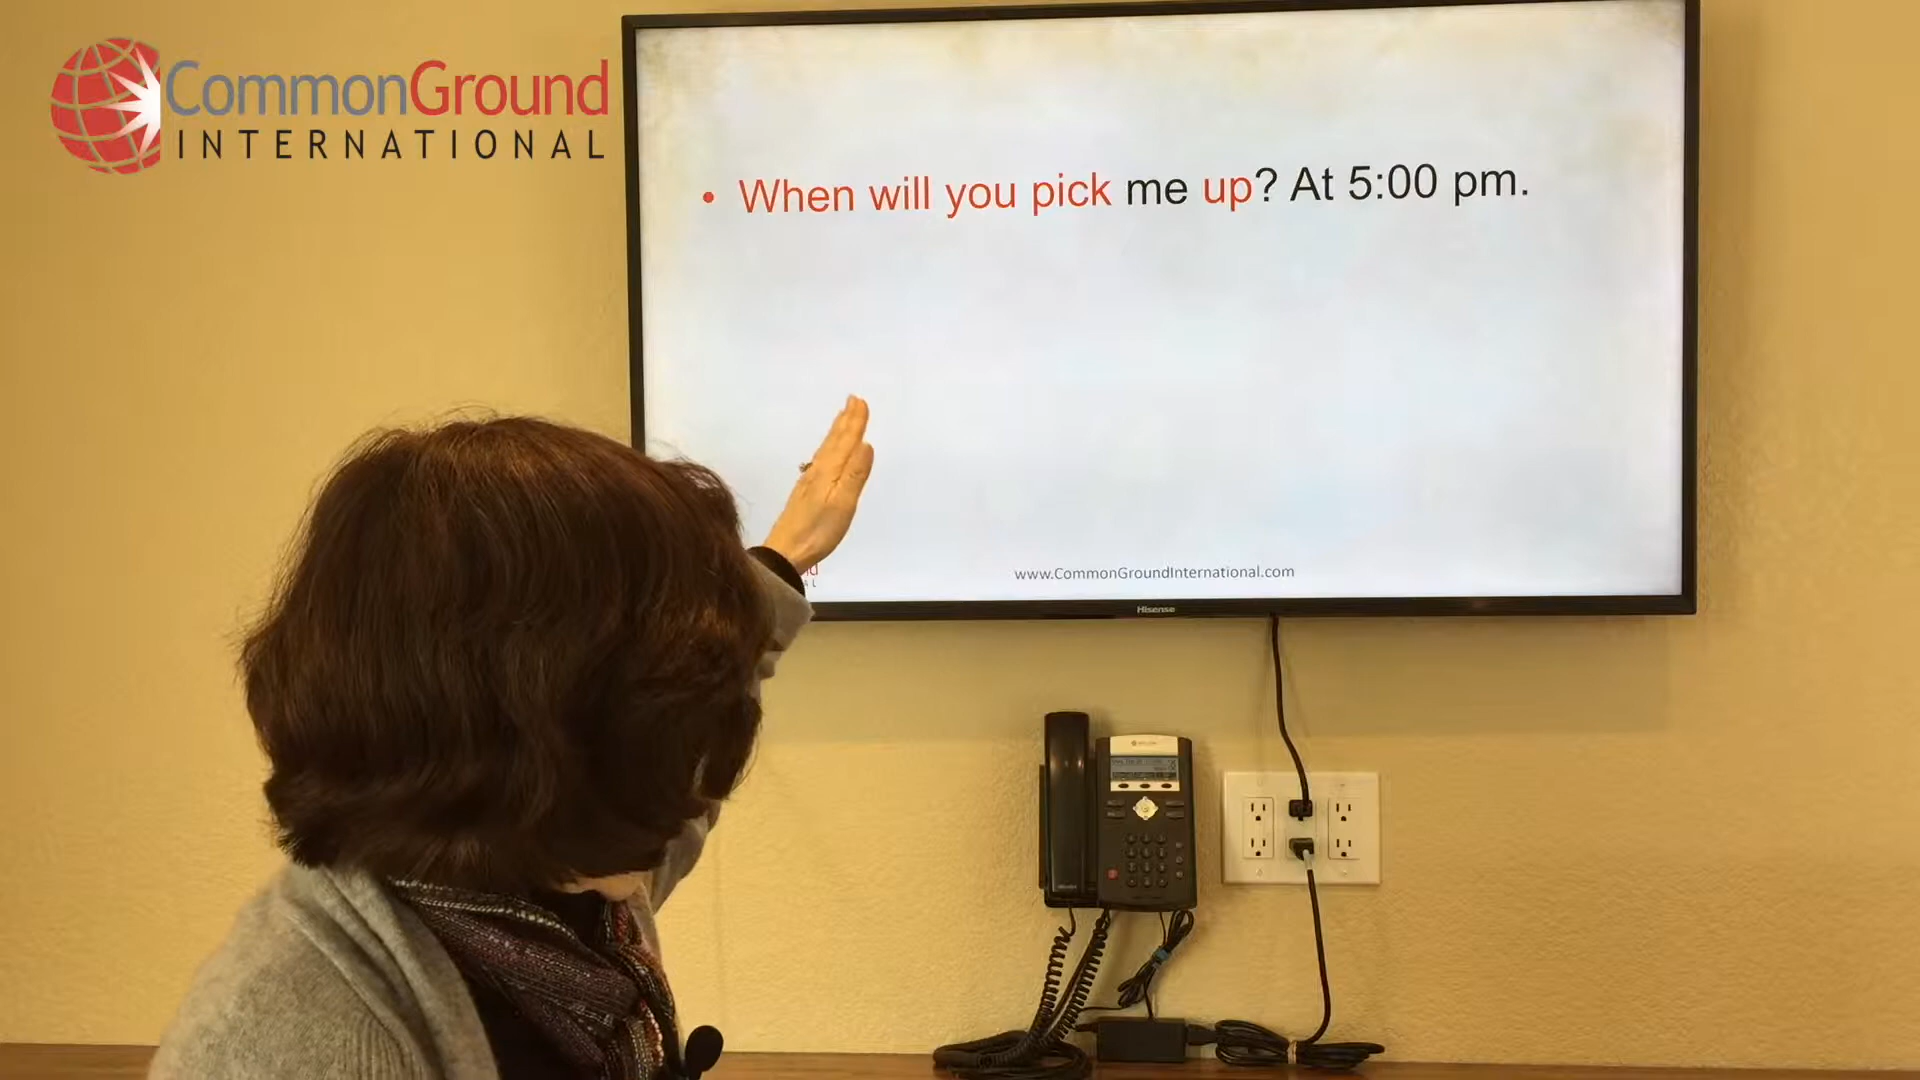 CommonGround
INTERNATIONAL
• When will you pick me up? At 5:00 pm.
www.CommonGroundInternational.com
Hisense